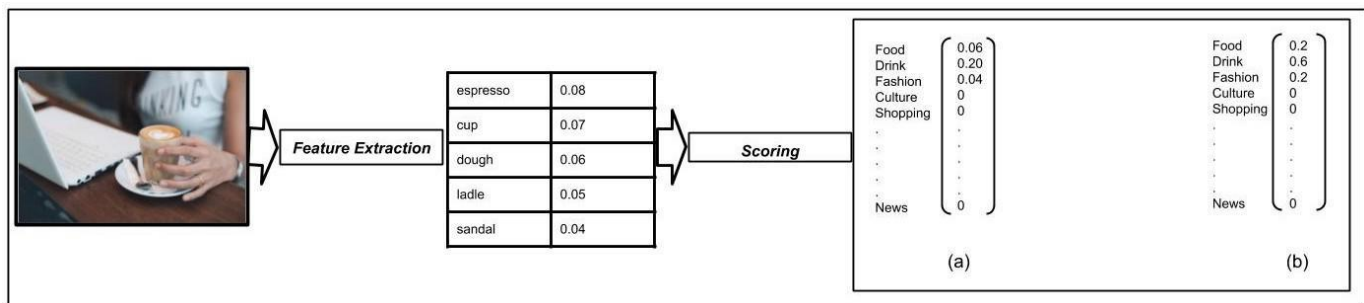 NKING
Feature Extraction
espresso 0.08
cup 0.07
dough 0.06
ladle 0.05
sandal 0.04
Scoring
Food 0.06
Drink 0.20
Fashion 0.04
Culture 0
Shopping 0
. .
. .
. .
. .
. .
News 0
(a)
Food 0.2
Drink 0.6
Fashion 0.2
Culture 0
Shopping 0
. .
. .
. .
. .
. .
News 0
(b)